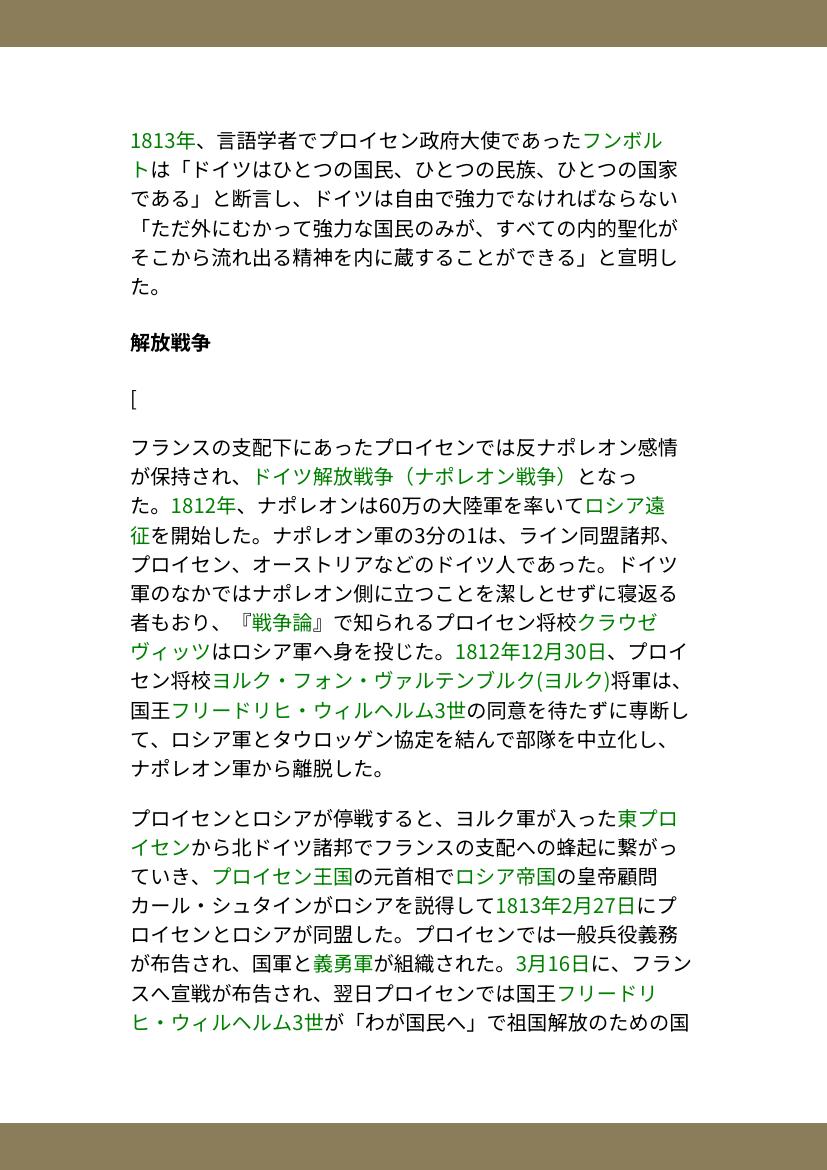 1813年、言語学者でプロイセン政府大使であったフンボル
トは「ドイツはひとつの国民、ひとつの民族、ひとつの国家
である」と断言し、ドイツは自由で強力でなければならない
「ただ外にむかって強力な国民のみが、すべての内的聖化が
そこから流れ出る精神を内に蔵することができる」と宣明し
た。
解放戦争
[
フランスの支配下にあったプロイセンでは反ナポレオン感情
が保持され、ドイツ解放戦争（ナポレオン戦争）となっ
た。1812年、ナポレオンは60万の大陸軍を率いてロシア遠
征を開始した。ナポレオン軍の3分の1は、ライン同盟諸邦、
プロイセン、オーストリアなどのドイツ人であった。ドイツ
軍のなかではナポレオン側に立つことを潔しとせずに寝返る
者もおり、『戦争論』で知られるプロイセン将校クラウゼ
ヴィッツはロシア軍へ身を投じた。1812年12月30日、プロイ
セン将校ヨルク・フォン・ヴァルテンブルク(ヨルク)将軍は、
国王フリードリヒ・ウィルヘルム3世の同意を待たずに専断し
て、ロシア軍とタウロッゲン協定を結んで部隊を中立化し、
ナポレオン軍から離脱した。
プロイセンとロシアが停戦すると、ヨルク軍が入った東プロ
イセンから北ドイツ諸邦でフランスの支配への蜂起に繋がっ
ていき、プロイセン王国の元首相でロシア帝国の皇帝顧問
カール・シュタインがロシアを説得して1813年2月27日にプ
ロイセンとロシアが同盟した。プロイセンでは一般兵役義務
が布告され、国軍と義勇軍が組織された。3月16日に、フラン
スへ宣戦が布告され、翌日プロイセンでは国王フリードリ
ヒ・ウィルヘルム3世が「わが国民へ」で祖国解放のための国